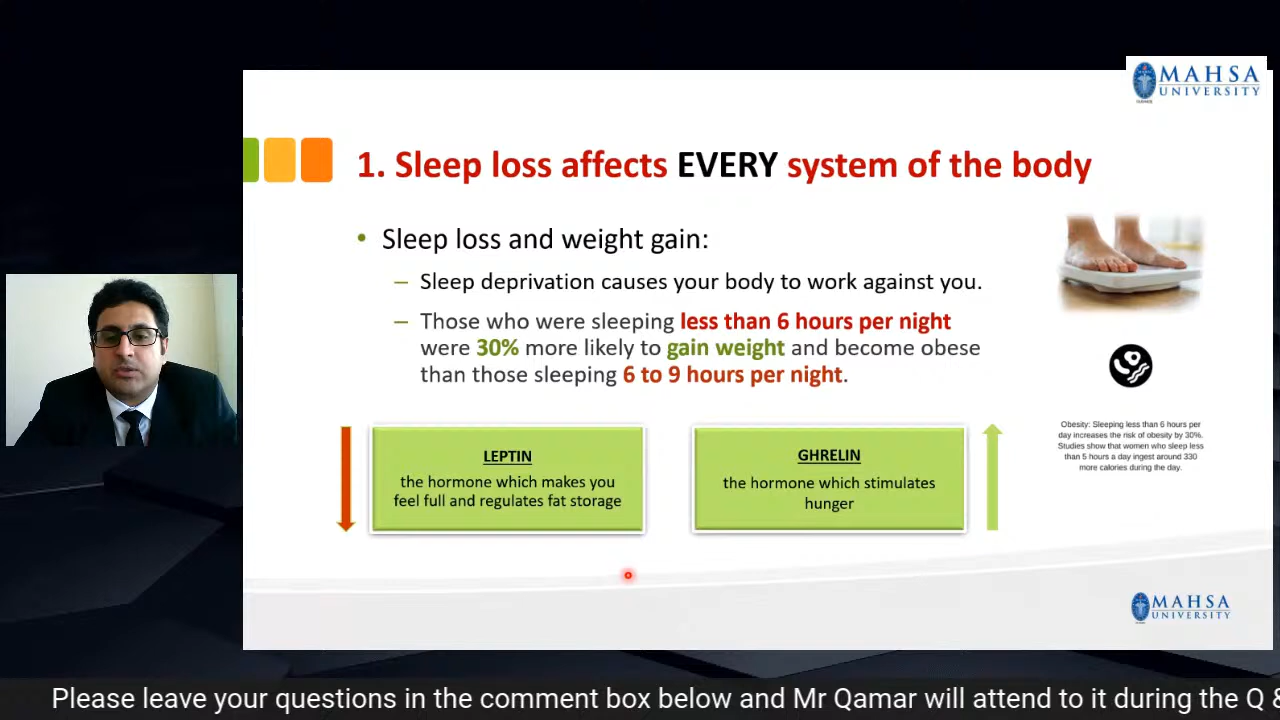 MAHSA
UNIVERSITY
1. Sleep loss affects EVERY system of the body
• Sleep loss and weight gain:
– Sleep deprivation causes your body to work against you.
– Those who were sleeping less than 6 hours per night
were 30% more likely to gain weight and become obese
than those sleeping 6 to 9 hours per night.
Obesity: Sleeping less than 6 hours per
day increases the risk of obesity by 30%.
Studies show that women who sleep less
than 5 hours a day ingest around 330
more calories during the day.
LEPTIN
the hormone which makes you
feel full and regulates fat storage
GHRELIN
the hormone which stimulates
hunger
MAHSA
UNIVERSITY
Please leave your questions in the comment box below and Mr Qamar will attend to it during the Q &